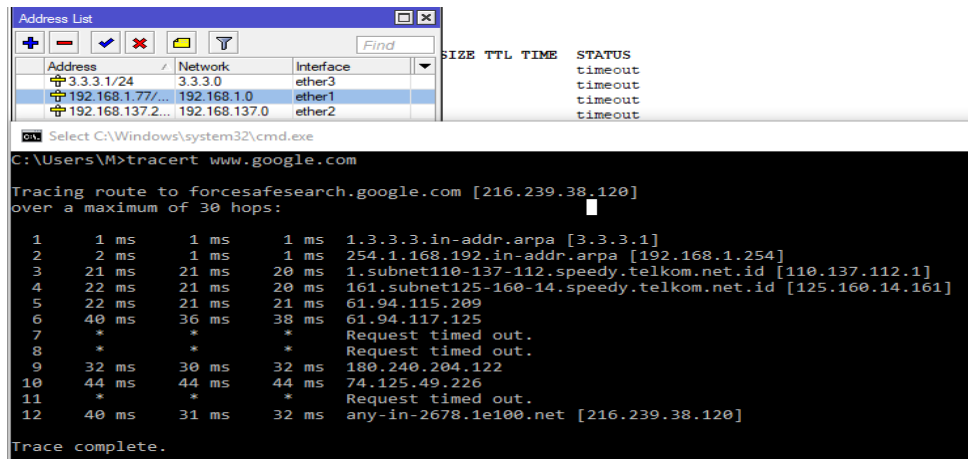 Address List
Find
Address Network Interface
3.3.3.1/24 3.3.3.0 ether3
192.168.1.77/... 192.168.1.0 ether1
192.168.137.2... 192.168.137.0 ether2
SIZE TTL TIME STATUS
timeout
timeout
timeout
timeout
Select C:\Windows\system32\cmd.exe
C:\Users\M>tracert www.google.com
Tracing route to forcesafesearch.google.com [216.239.38.120]
over a maximum of 30 hops:
1 1 ms 1 ms 1 ms 1.3.3.3.in-addr.arpa [3.3.3.1]
2 2 ms 1 ms 1 ms 254.1.168.192.in-addr.arpa [192.168.1.254]
3 21 ms 21 ms 20 ms 1.subnet110-137-112.speedy.telkom.net.id [110.137.112.1]
4 22 ms 21 ms 20 ms 161.subnet125-160-14.speedy.telkom.net.id [125.160.14.161]
5 22 ms 21 ms 21 ms 61.94.115.209
6 40 ms 36 ms 38 ms 61.94.117.125
7 * * * Request timed out.
8 * * * Request timed out.
9 32 ms 30 ms 32 ms 180.240.204.122
10 44 ms 44 ms 44 ms 74.125.49.226
11 * * * Request timed out.
12 40 ms 31 ms 32 ms any-in-2678.1e100.net [216.239.38.120]
Trace complete.